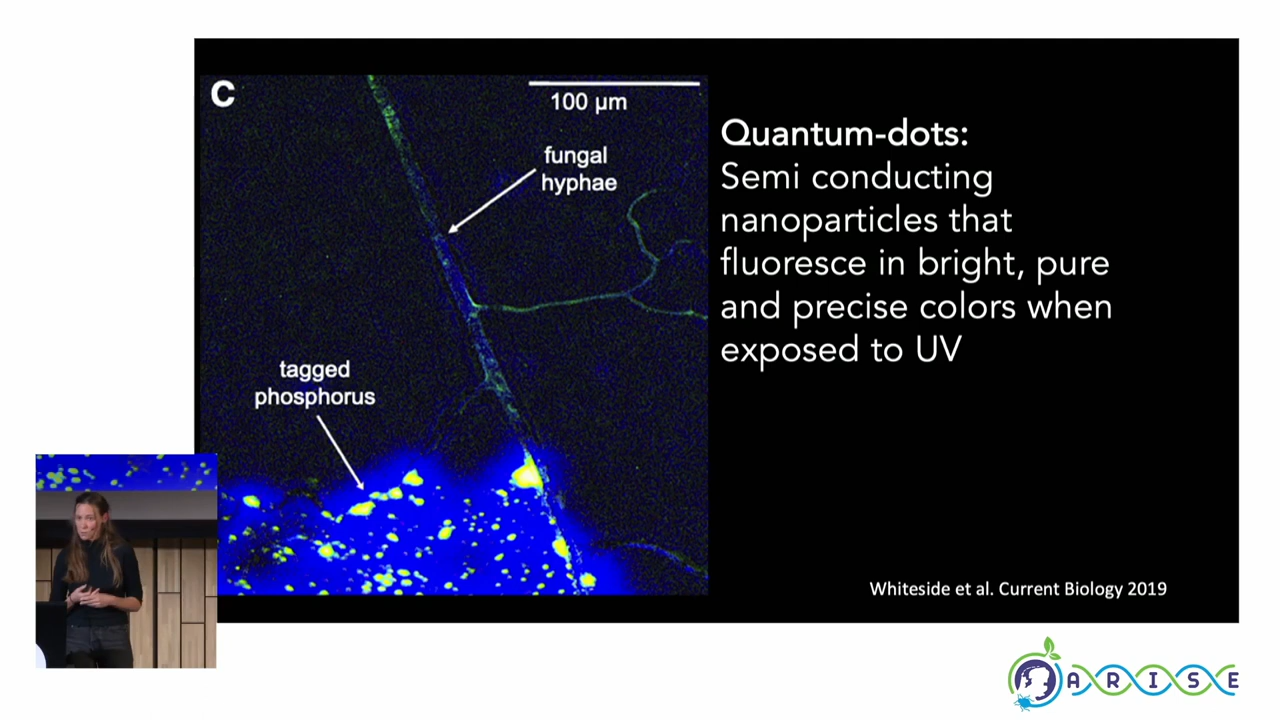 C
100 µm
fungal
hyphae
tagged
phosphorus
Quantum-dots:
Semi conducting
nanoparticles that
fluoresce in bright, pure
and precise colors when
exposed to UV
Whiteside et al. Current Biology 2019
ARISE